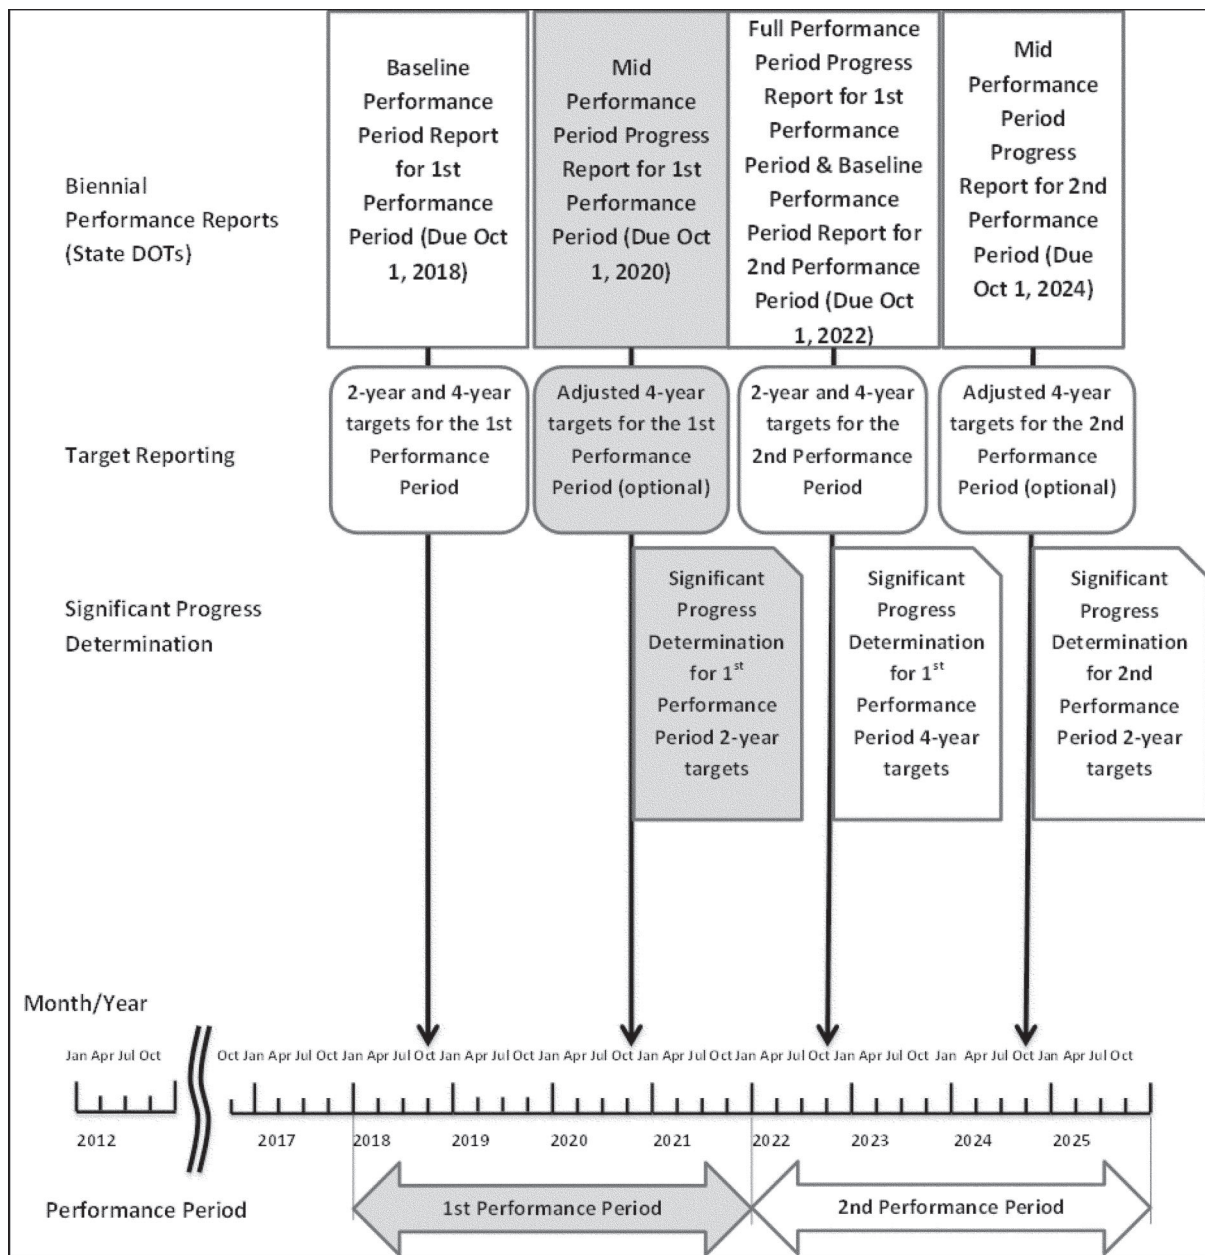 Biennial
Performance Reports
(State DOTs)
Baseline
Performance
Period Report
for 1st
Performance
Period (Due Oct
1, 2018)
Mid
Performance
Period Progress
Report for 1st
Performance
Period (Due Oct
1, 2020)
Full Performance
Period Progress
Report for 1st
Performance
Period & Baseline
Performance
Period Report for
2nd Performance
Period (Due Oct
1, 2022)
Mid
Performance
Period
Progress
Report for 2nd
Performance
Period (Due
Oct 1, 2024)
Target Reporting
2-year and 4-year
targets for the 1st
Performance
Period
Adjusted 4-year
targets for the 1st
Performance
Period (optional)
2-year and 4-year
targets for the
2nd Performance
Period
Adjusted 4-year
targets for the 2nd
Performance
Period (optional)
Significant Progress
Determination
Significant
Progress
Determination
for 1st
Performance
Period 2-year
targets
Significant
Progress
Determination
for 1st
Performance
Period 4-year
targets
Significant
Progress
Determination
for 2nd
Performance
Period 2-year
targets
Month/Year
Jan Apr Jul Oct Oct Jan Apr Jul Oct Jan Apr Jul Oct Jan Apr Jul Oct Jan Apr Jul Oct Jan Apr Jul Oct Jan Apr Jul Oct Jan Apr Jul Oct Jan Apr Jul Oct Jan Apr Jul Oct
2012 2017 2018 2019 2020 2021 2022 2023 2024 2025
Performance Period
1st Performance Period
2nd Performance Period